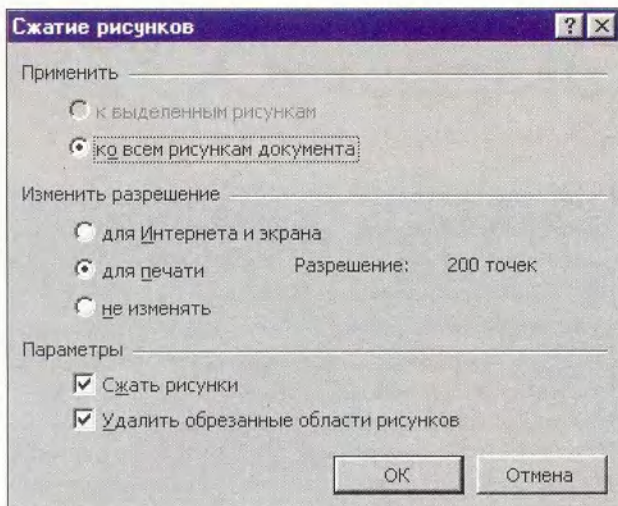 Сжатие рисунков
Применить
к выделенным рисункам
ко всем рисункам документа
Изменить разрешение
для Интернета и экрана
для печати Разрешение: 200 точек
не изменять
Параметры
Сжать рисунки
Удалить обрезанные области рисунков
ОК Отмена